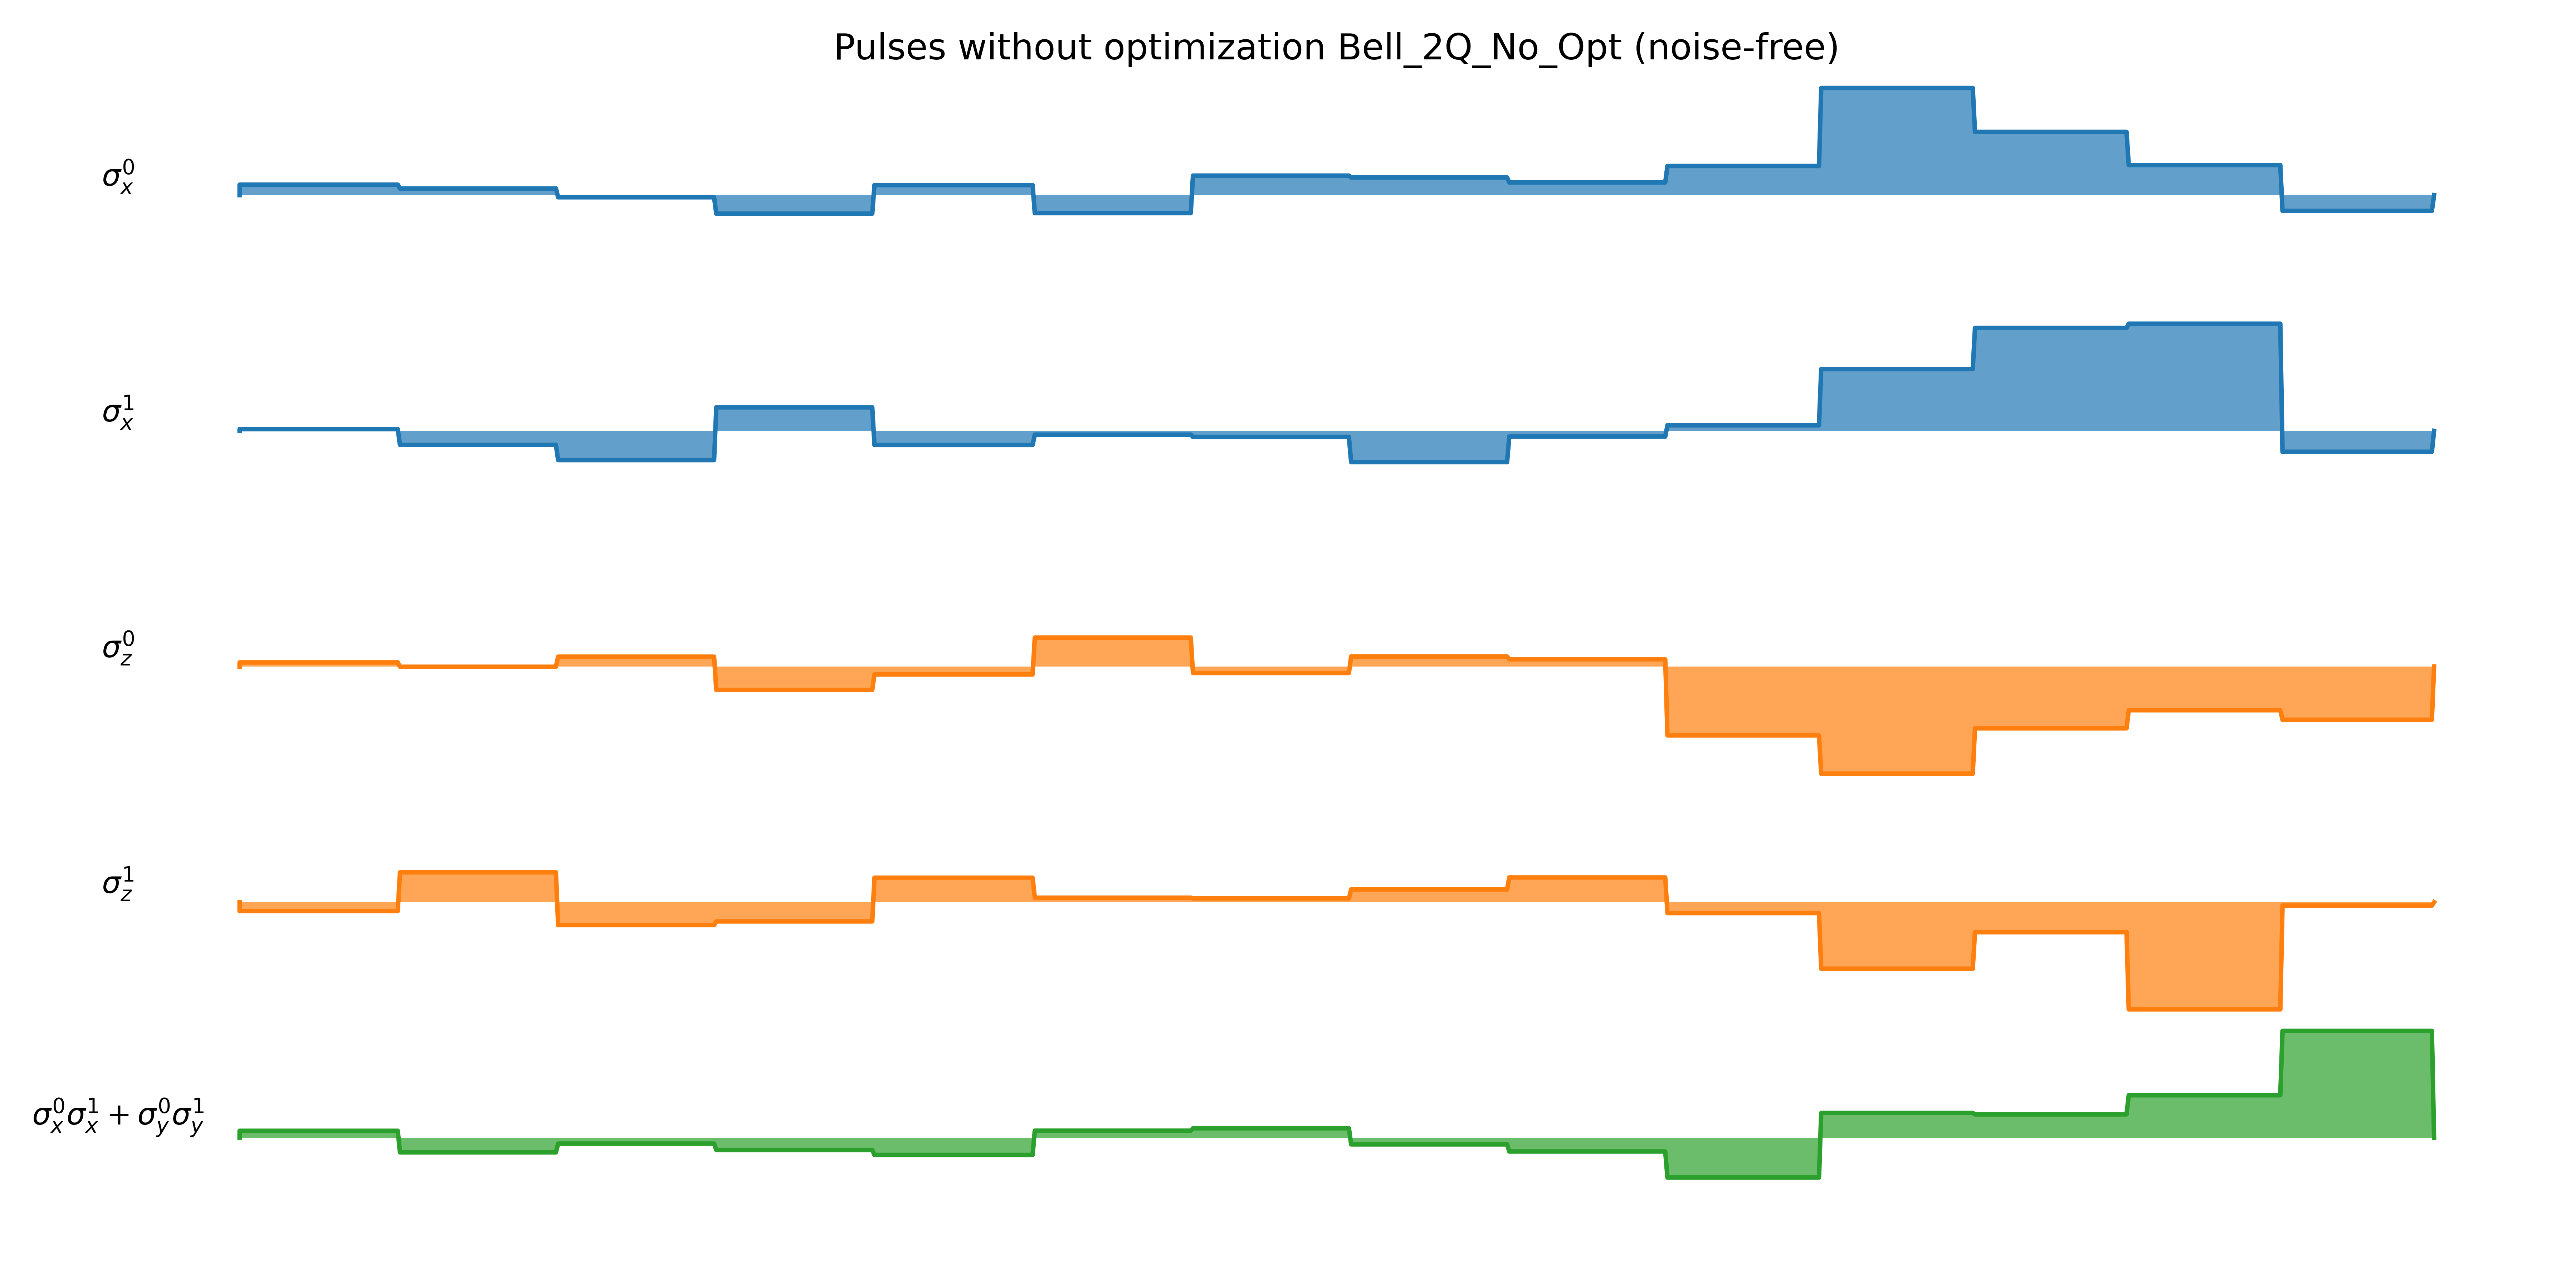 Pulses without optimization Bell_2Q_No_Opt (noise-free)
σ_x^0
σ_x^1
σ_z^0
σ_z^1
σ_x^0σ_x^1 + σ_y^0σ_y^1